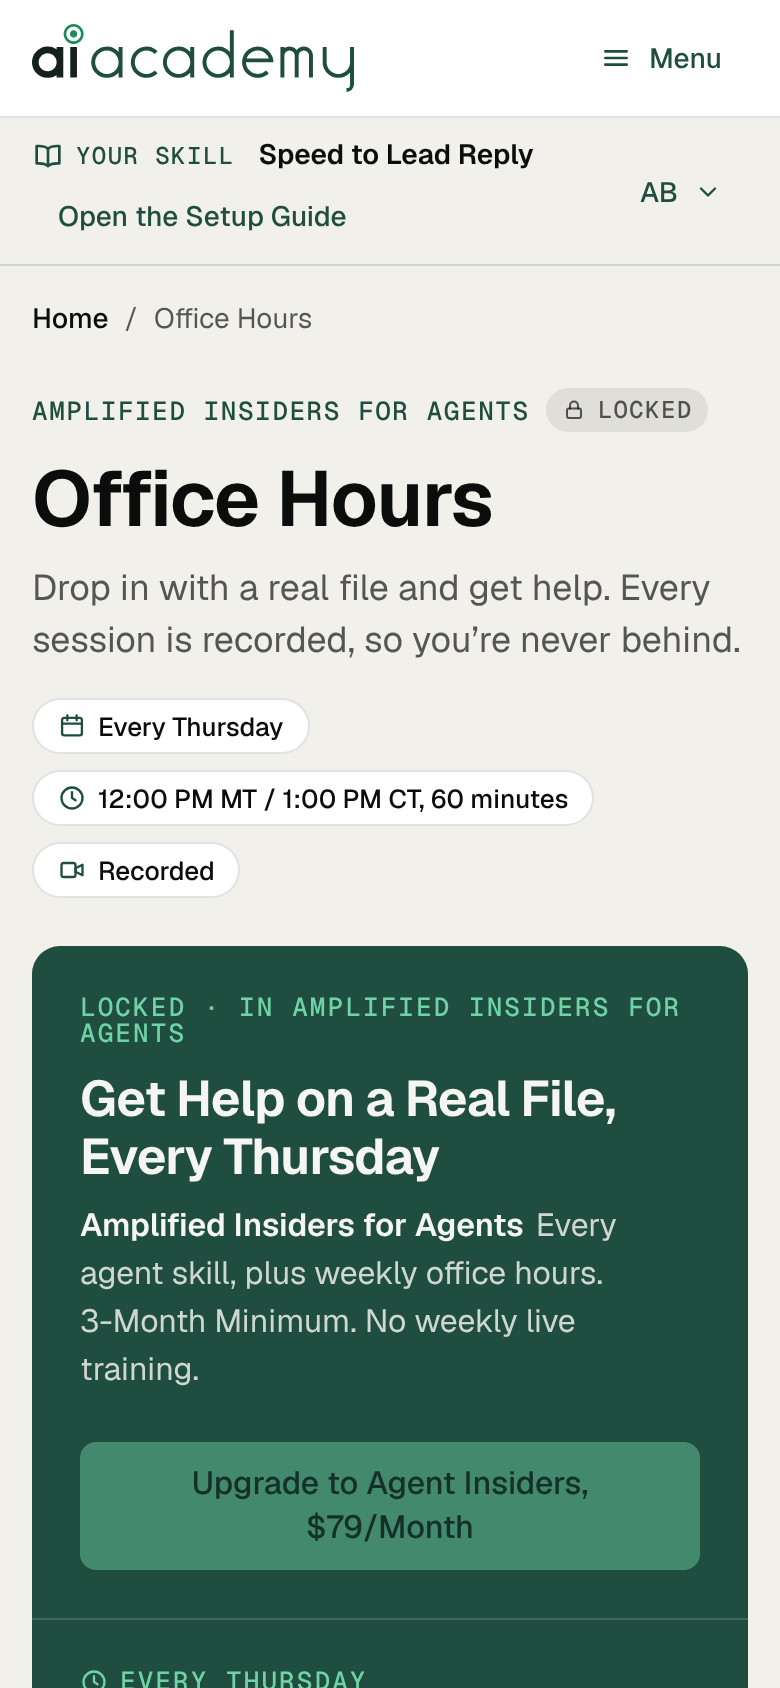 ai academy
Menu
YOUR SKILL Speed to Lead Reply
Open the Setup Guide
AB
Home / Office Hours
AMPLIFIED INSIDERS FOR AGENTS LOCKED
Office Hours
Drop in with a real file and get help. Every
session is recorded, so you’re never behind.
Every Thursday
12:00 PM MT / 1:00 PM CT, 60 minutes
Recorded
LOCKED · IN AMPLIFIED INSIDERS FOR
AGENTS
Get Help on a Real File,
Every Thursday
Amplified Insiders for Agents Every
agent skill, plus weekly office hours.
3-Month Minimum. No weekly live
training.
Upgrade to Agent Insiders,
$79/Month
EVERY THURSDAY